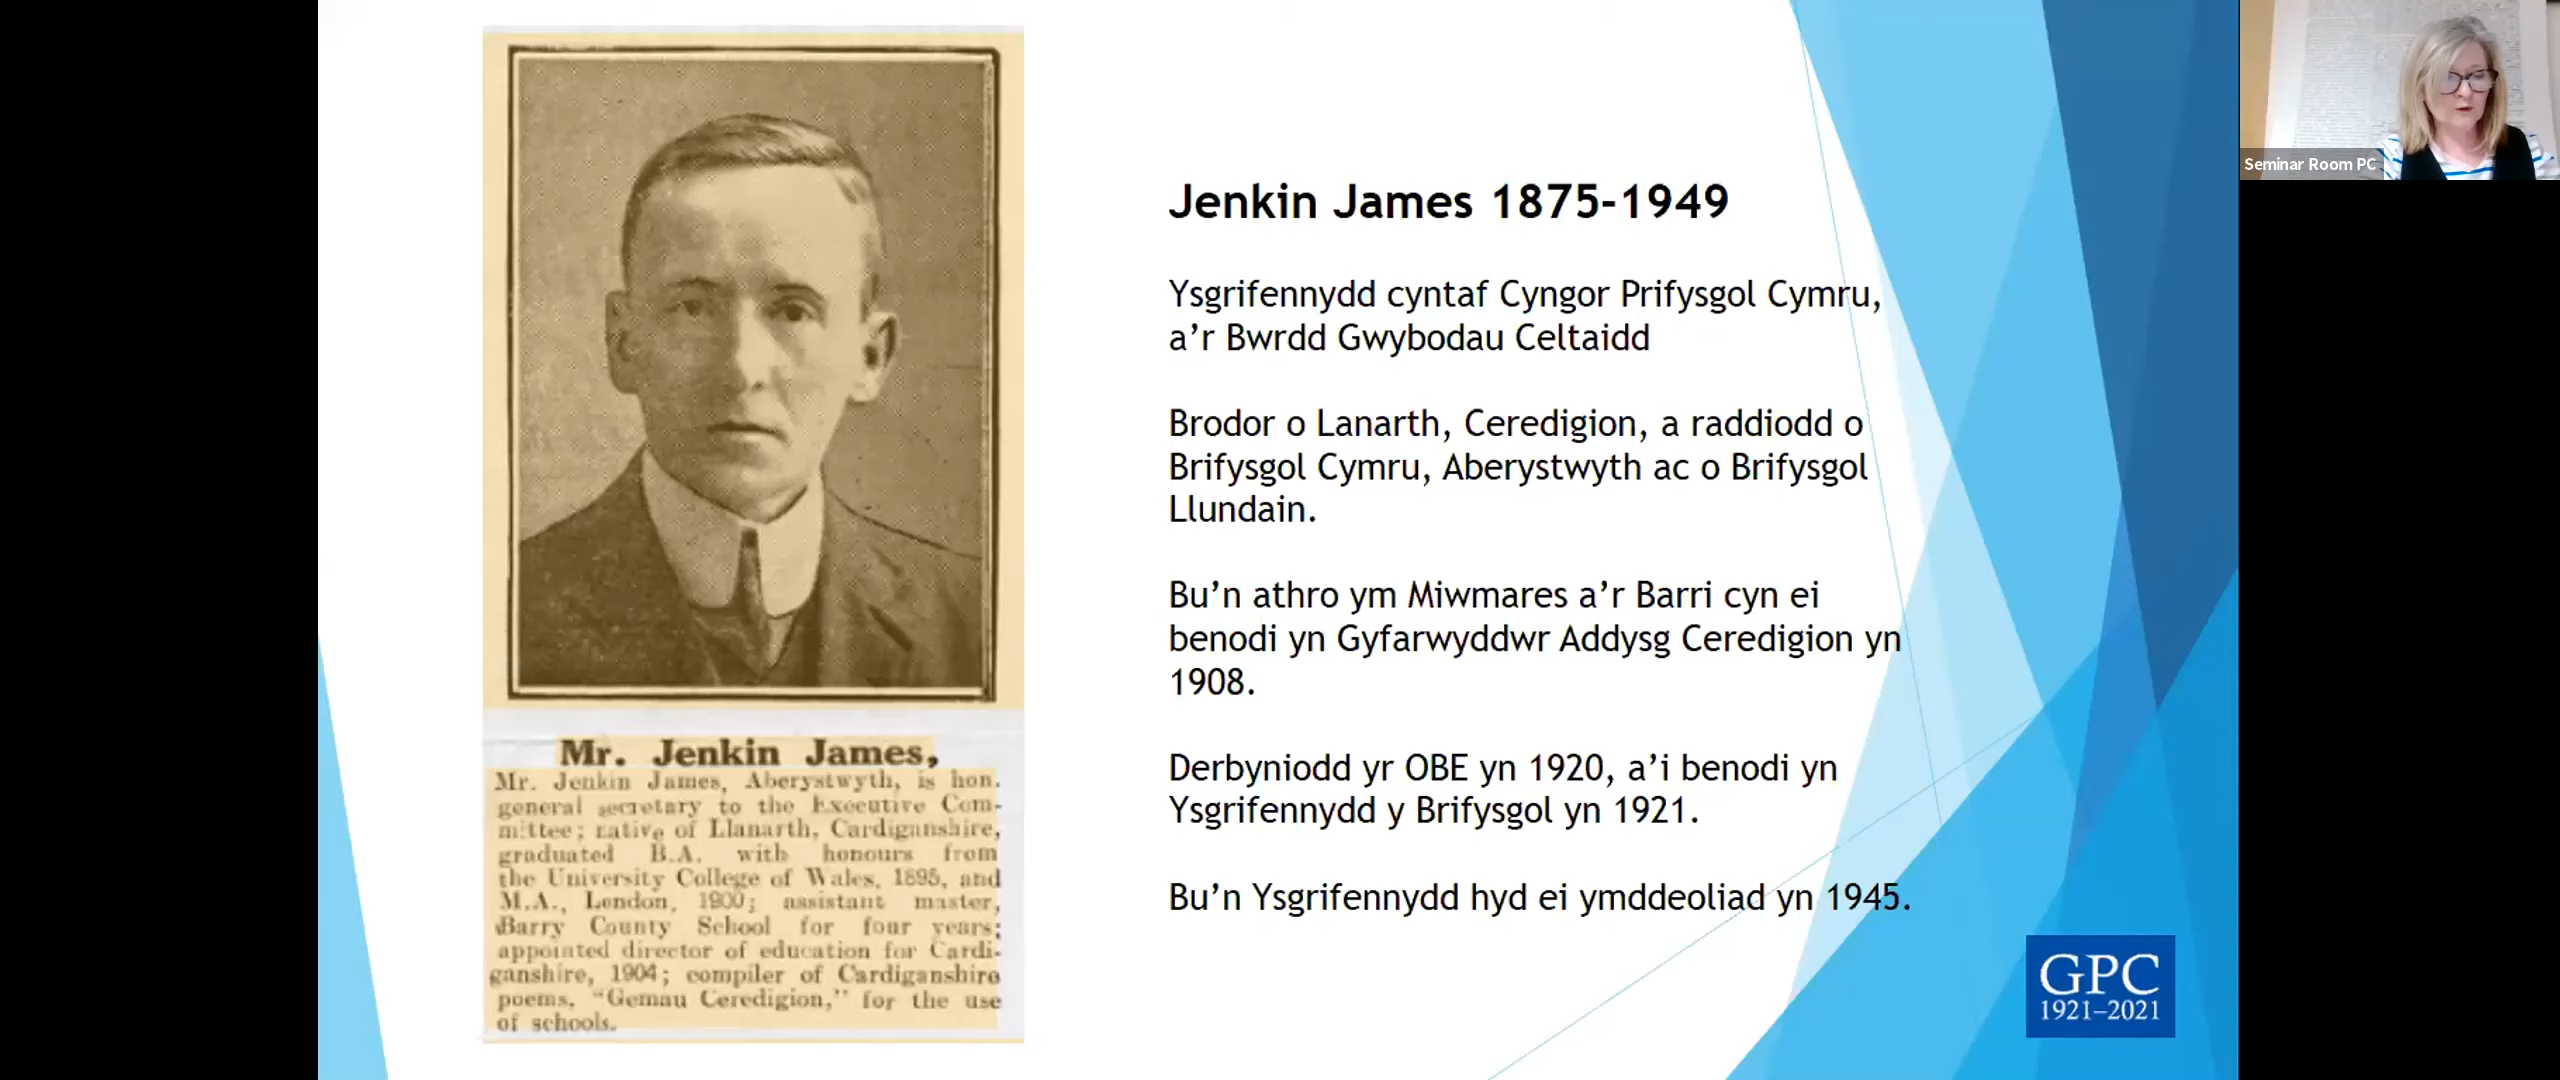 Mr. Jenkin James,
Mr. Jenkin James, Aberystwyth, is hon.
general secretary to the Executive Com-
mittee; native of Llanarth, Cardiganshire,
graduated B.A. with honours from
the University College of Wales, 1895, and
M.A., London, 1900; assistant master,
Barry County School for four years;
appointed director of education for Cardi-
ganshire, 1904; compiler of Cardiganshire
poems, "Gemau Ceredigion," for the use
of schools.
Jenkin James 1875-1949
Ysgrifennydd cyntaf Cyngor Prifysgol Cymru,
a’r Bwrdd Gwybodau Celtaidd
Brodor o Lanarth, Ceredigion, a raddiodd o
Brifysgol Cymru, Aberystwyth ac o Brifysgol
Llundain.
Bu’n athro ym Miwmares a’r Barri cyn ei
benodi yn Gyfarwyddwr Addysg Ceredigion yn
1908.
Derbyniodd yr OBE yn 1920, a’i benodi yn
Ysgrifennydd y Brifysgol yn 1921.
Bu’n Ysgrifennydd hyd ei ymddeoliad yn 1945.
GPC
1921–2021
Seminar Room PC